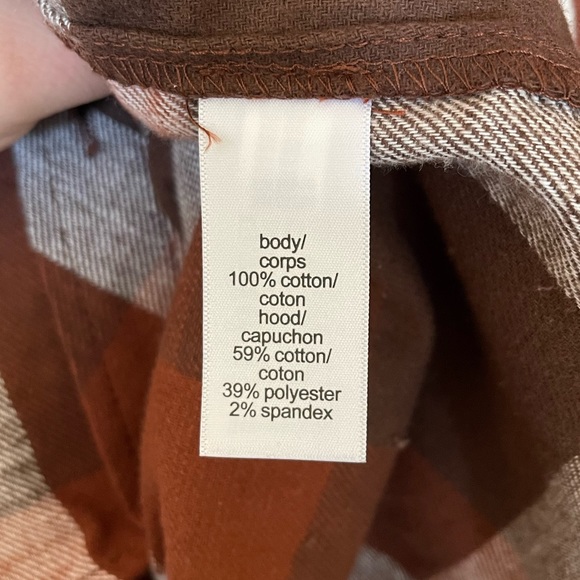 body/
corps
100% cotton/
coton
hood/
capuchon
59% cotton/
coton
39% polyester
2% spandex